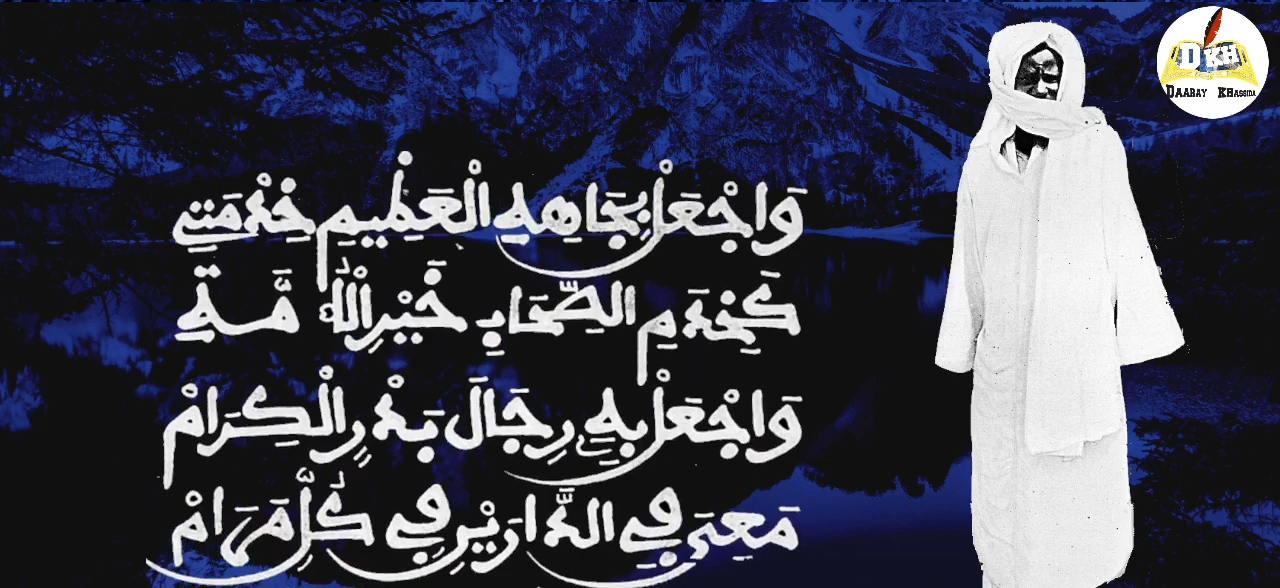 وَاجْعَلْ بِجَاهِهِ الْعَظِيمِ خِدْمَتِي
كَخِدَمِ الصِّحَابِ خَيْرِ الْأُمَّةِ
وَاجْعَلْ بِهِ رِجَالَ بَدْرٍ الْكِرَامْ
مَعِي فِي الدَّارَيْنِ فِي كُلِّ مَرَامْ
DKH
DAARAY KHASSIDA